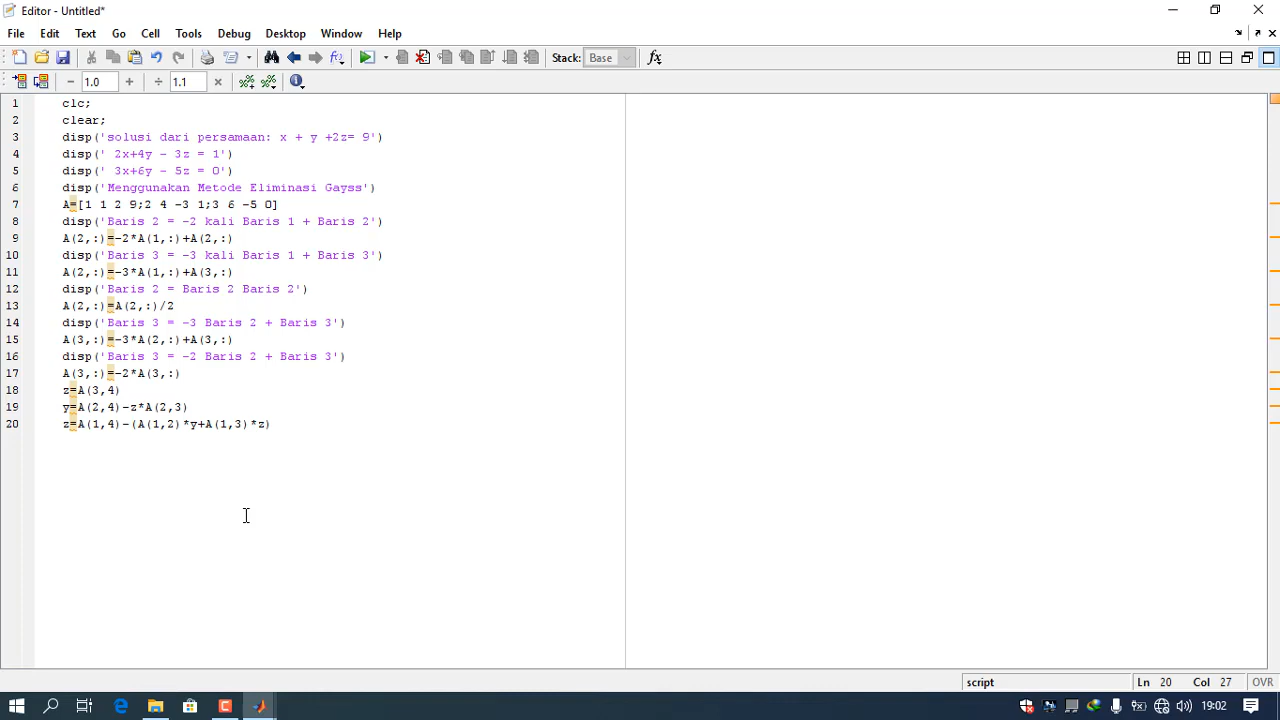 Editor - Untitled*
File Edit Text Go Cell Tools Debug Desktop Window Help
Stack: Base fx
− 1.0 + ÷ 1.1 ×
1 clc;
2 clear;
3 disp('solusi dari persamaan: x + y +2z= 9')
4 disp(' 2x+4y - 3z = 1')
5 disp(' 3x+6y - 5z = 0')
6 disp('Menggunakan Metode Eliminasi Gayss')
7 A=[1 1 2 9;2 4 -3 1;3 6 -5 0]
8 disp('Baris 2 = -2 kali Baris 1 + Baris 2')
9 A(2,:)=-2*A(1,:)+A(2,:)
10 disp('Baris 3 = -3 kali Baris 1 + Baris 3')
11 A(2,:)=-3*A(1,:)+A(3,:)
12 disp('Baris 2 = Baris 2 Baris 2')
13 A(2,:)=A(2,:)/2
14 disp('Baris 3 = -3 Baris 2 + Baris 3')
15 A(3,:)=-3*A(2,:)+A(3,:)
16 disp('Baris 3 = -2 Baris 2 + Baris 3')
17 A(3,:)=-2*A(3,:)
18 z=A(3,4)
19 y=A(2,4)-z*A(2,3)
20 z=A(1,4)-(A(1,2)*y+A(1,3)*z)
script Ln 20 Col 27 OVR
19:02